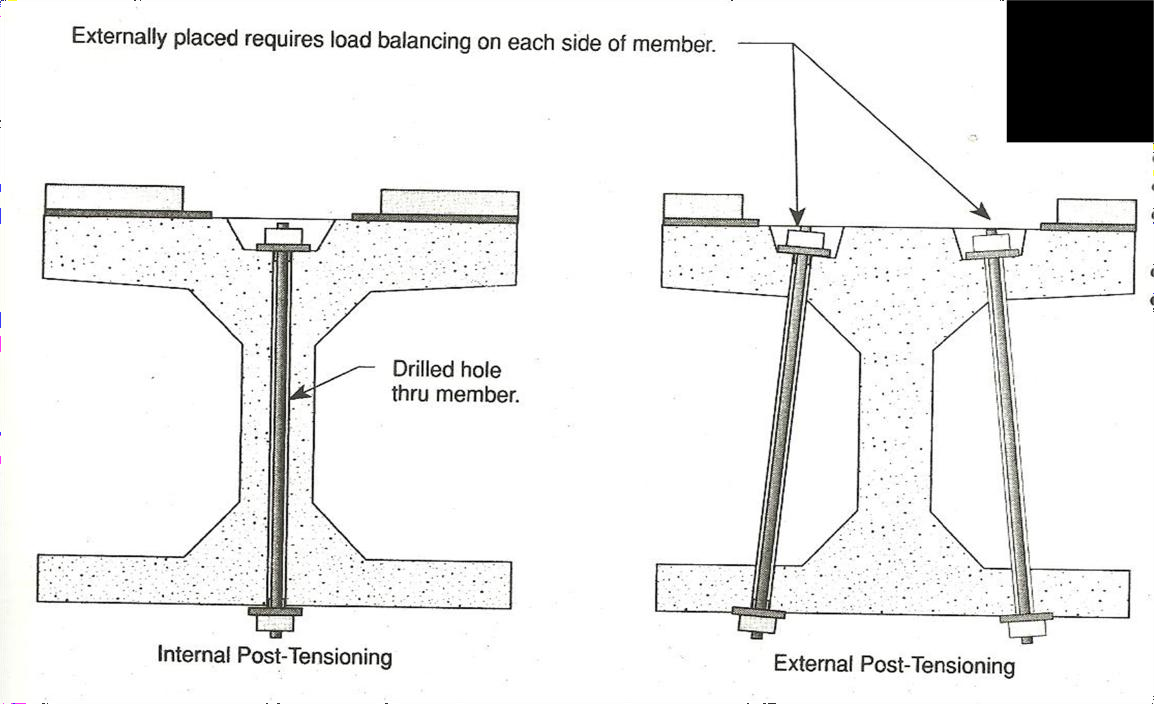 Externally placed requires load balancing on each side of member.
Drilled hole
thru member.
Internal Post-Tensioning
External Post-Tensioning